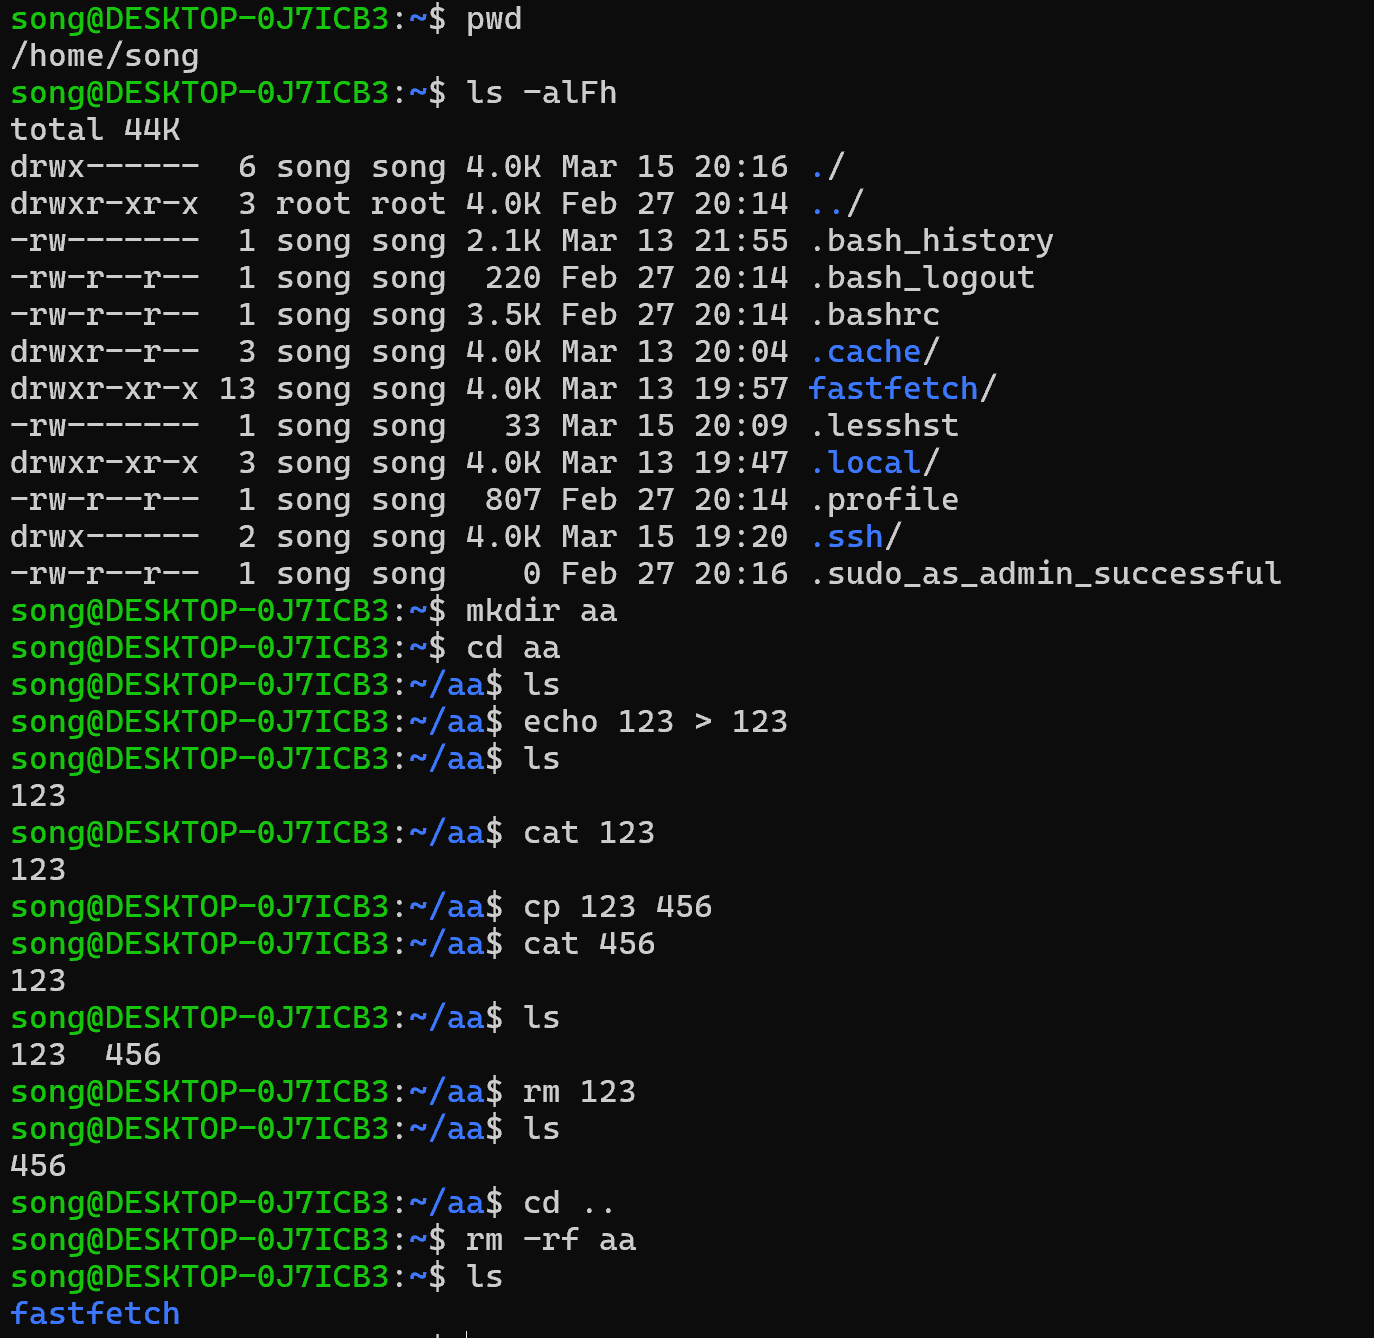 song@DESKTOP-0J7ICB3:~$ pwd
/home/song
song@DESKTOP-0J7ICB3:~$ ls -alFh
total 44K
drwx------  6 song song 4.0K Mar 15 20:16 ./
drwxr-xr-x  3 root root 4.0K Feb 27 20:14 ../
-rw-------  1 song song 2.1K Mar 13 21:55 .bash_history
-rw-r--r--  1 song song  220 Feb 27 20:14 .bash_logout
-rw-r--r--  1 song song 3.5K Feb 27 20:14 .bashrc
drwxr--r--  3 song song 4.0K Mar 13 20:04 .cache/
drwxr-xr-x 13 song song 4.0K Mar 13 19:57 fastfetch/
-rw-------  1 song song   33 Mar 15 20:09 .lesshst
drwxr-xr-x  3 song song 4.0K Mar 13 19:47 .local/
-rw-r--r--  1 song song  807 Feb 27 20:14 .profile
drwx------  2 song song 4.0K Mar 15 19:20 .ssh/
-rw-r--r--  1 song song    0 Feb 27 20:16 .sudo_as_admin_successful
song@DESKTOP-0J7ICB3:~$ mkdir aa
song@DESKTOP-0J7ICB3:~$ cd aa
song@DESKTOP-0J7ICB3:~/aa$ ls
song@DESKTOP-0J7ICB3:~/aa$ echo 123 > 123
song@DESKTOP-0J7ICB3:~/aa$ ls
123
song@DESKTOP-0J7ICB3:~/aa$ cat 123
123
song@DESKTOP-0J7ICB3:~/aa$ cp 123 456
song@DESKTOP-0J7ICB3:~/aa$ cat 456
123
song@DESKTOP-0J7ICB3:~/aa$ ls
123  456
song@DESKTOP-0J7ICB3:~/aa$ rm 123
song@DESKTOP-0J7ICB3:~/aa$ ls
456
song@DESKTOP-0J7ICB3:~/aa$ cd ..
song@DESKTOP-0J7ICB3:~$ rm -rf aa
song@DESKTOP-0J7ICB3:~$ ls
fastfetch